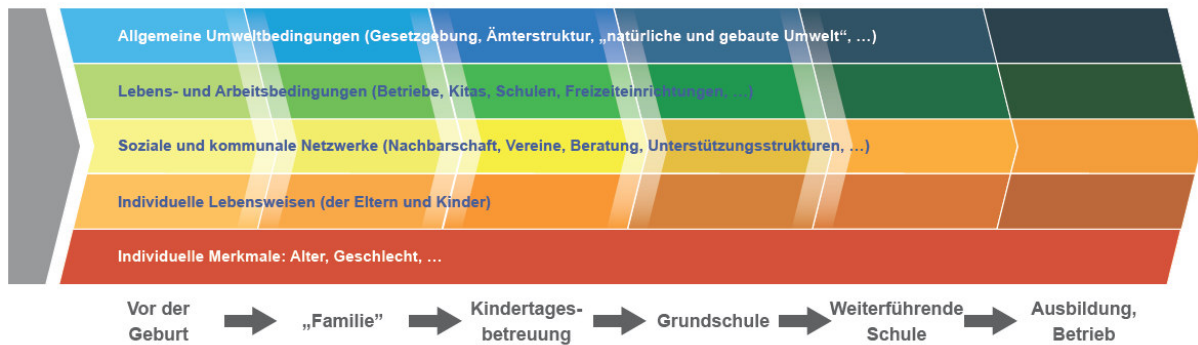 Allgemeine Umweltbedingungen (Gesetzgebung, Ämterstruktur, „natürliche und gebaute Umwelt“, …)
Lebens- und Arbeitsbedingungen (Betriebe, Kitas, Schulen, Freizeiteinrichtungen, …)
Soziale und kommunale Netzwerke (Nachbarschaft, Vereine, Beratung, Unterstützungsstrukturen, …)
Individuelle Lebensweisen (der Eltern und Kinder)
Individuelle Merkmale: Alter, Geschlecht, …
Vor der
Geburt
„Familie”
Kindertages-
betreuung
Grundschule
Weiterführende
Schule
Ausbildung,
Betrieb